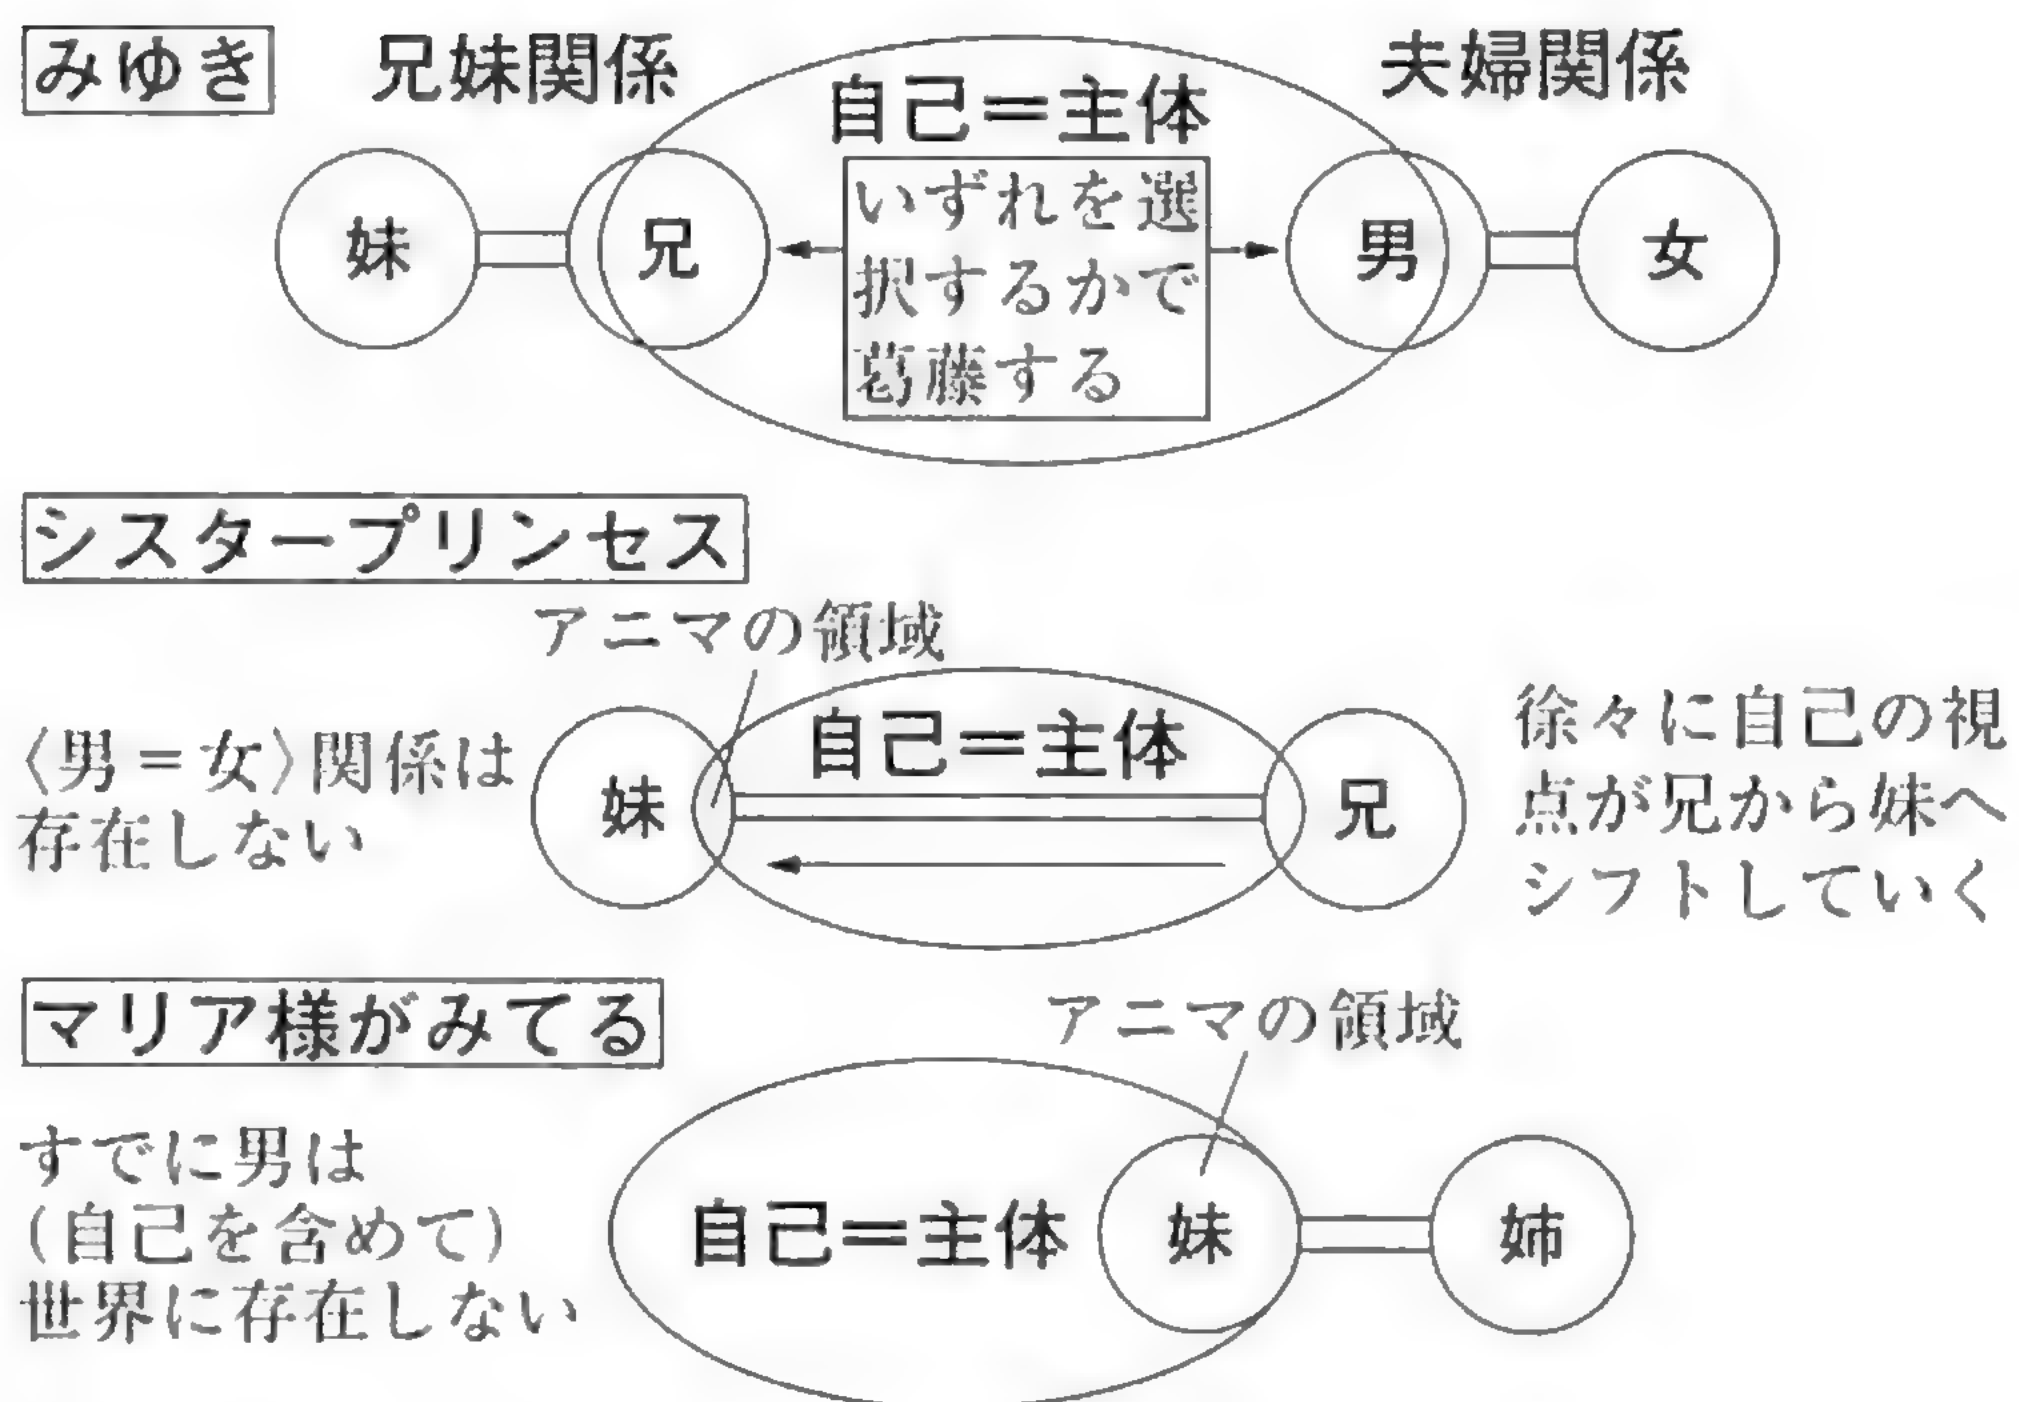 みゆき
兄妹関係
夫婦関係
自己＝主体
妹
兄
いずれを選
択するかで
葛藤する
男
女
シスタープリンセス
アニマの領域
〈男＝女〉関係は
存在しない
妹
自己＝主体
兄
徐々に自己の視
点が兄から妹へ
シフトしていく
マリア様がみてる
アニマの領域
すでに男は
(自己を含めて)
世界に存在しない
自己＝主体
妹
姉